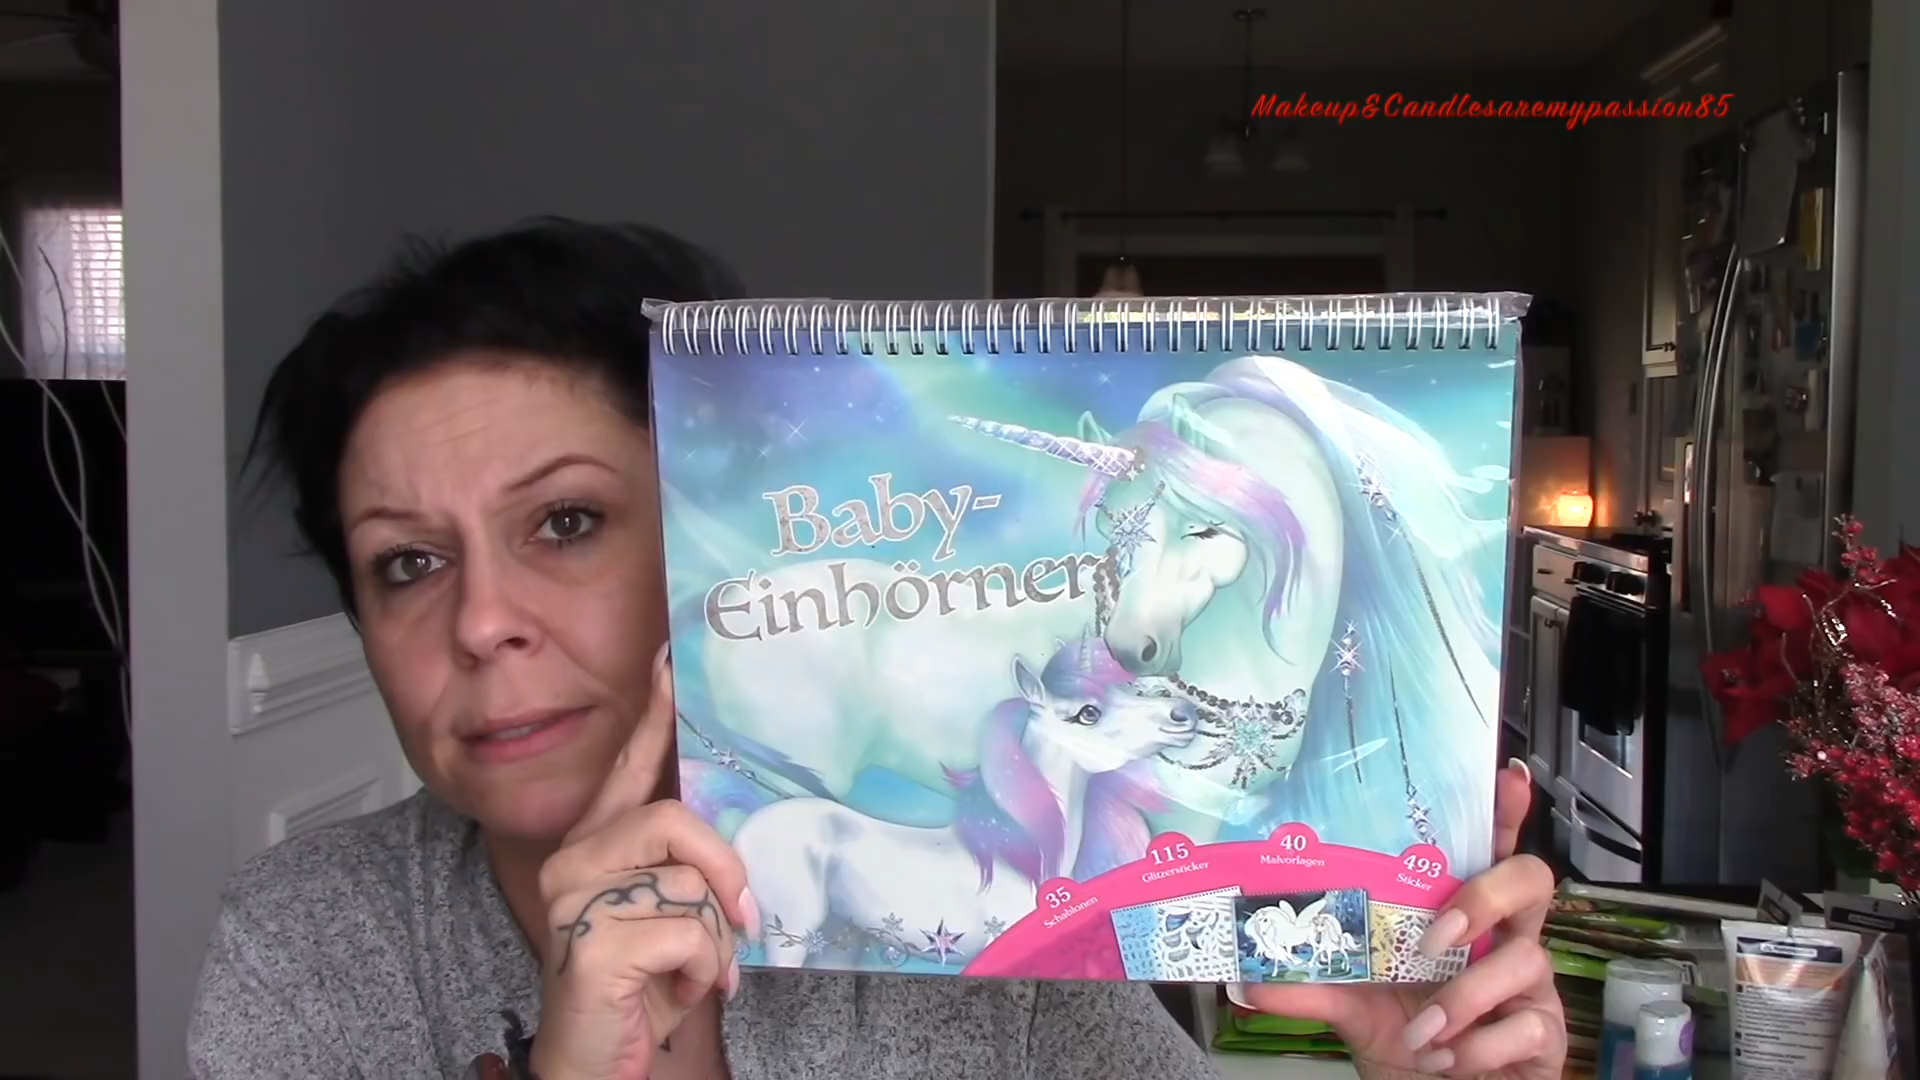 Makeup&Candlesaremypassion85
Baby-
Einhörner
35
Schablonen
115
Glitzersticker
40
Malvorlagen
493
Sticker